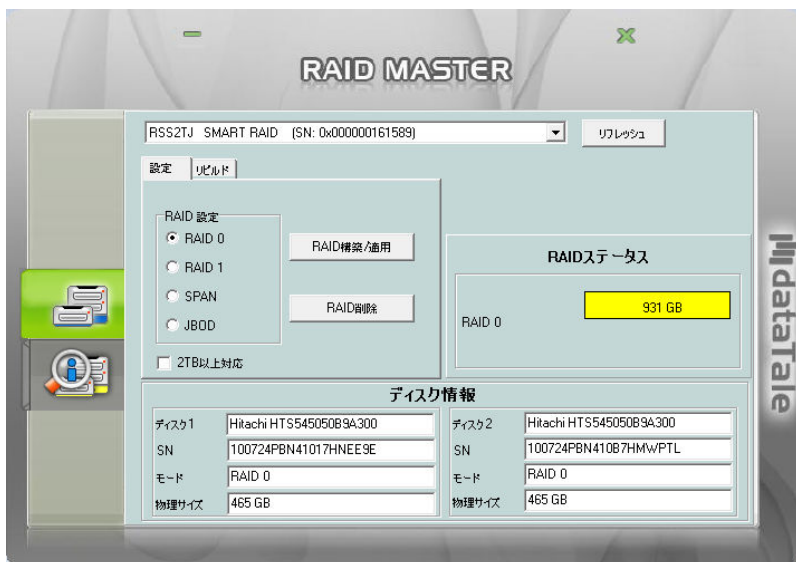 RAID MASTER
RSS2TJ SMART RAID (SN: 0x000000161589)
リフレッシュ
設定
リビルド
RAID 設定
RAID 0
RAID 1
SPAN
JBOD
2TB以上対応
RAID構築/適用
RAID削除
RAIDステータス
RAID 0
931 GB
dataTale
ディスク情報
ディスク1
Hitachi HTS545050B9A300
SN
100724PBN41017HNEE9E
モード
RAID 0
物理サイズ
465 GB
ディスク2
Hitachi HTS545050B9A300
SN
100724PBN410B7HMWPTL
モード
RAID 0
物理サイズ
465 GB